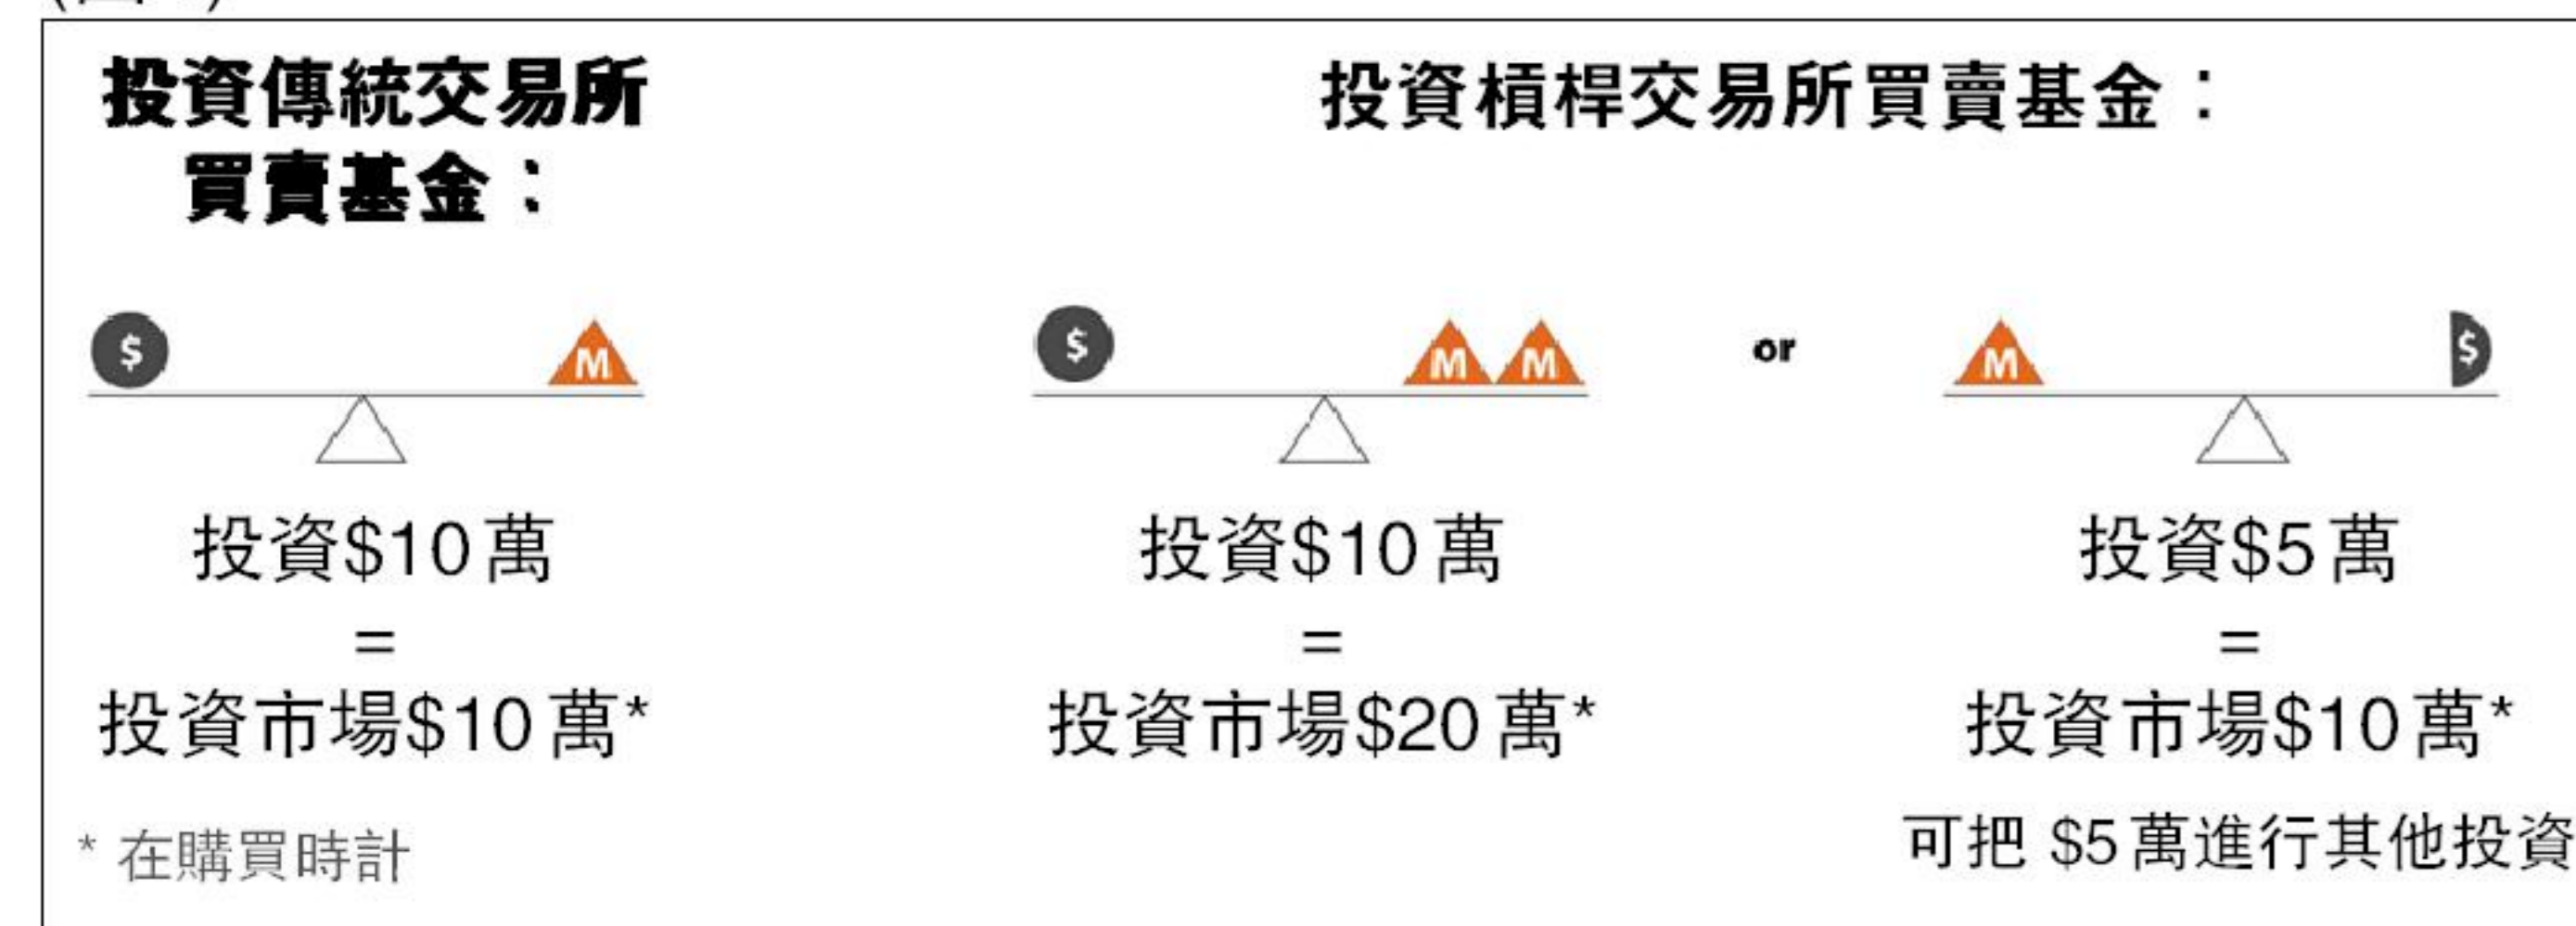 投資傳統交易所
買賣基金：
投資槓桿交易所買賣基金：
$ M
$ M M
or
M $
投資$10萬
=
投資市場$10萬*
投資$10萬
=
投資市場$20萬*
投資$5萬
=
投資市場$10萬*
可把 $5萬進行其他投資
* 在購買時計